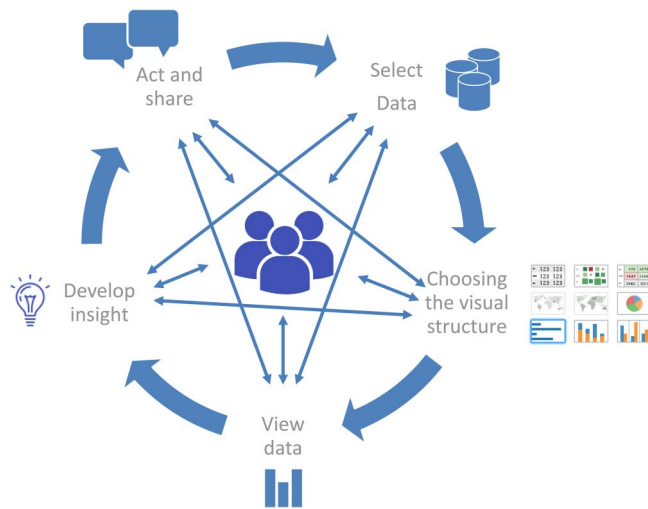 Act and
share
Select
Data
Choosing
the visual
structure
View
data
Develop
insight